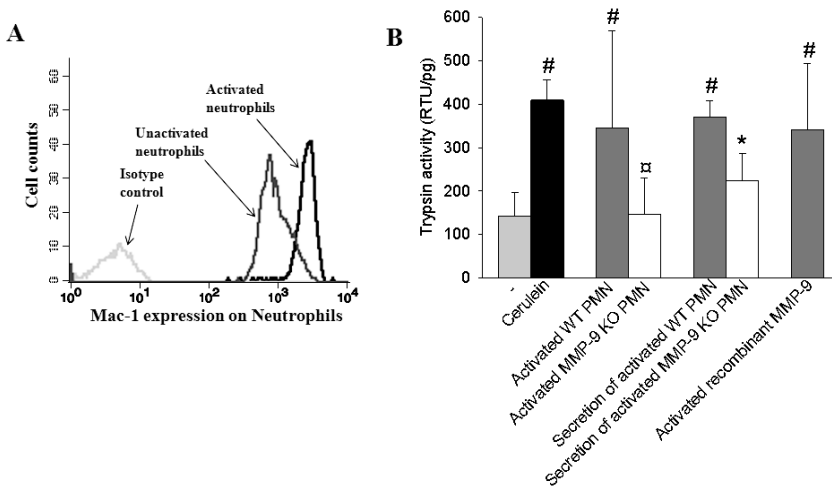 A
Cell counts
60
50
40
30
20
10
0
Isotype
control
Unactivated
neutrophils
Activated
neutrophils
10^0
10^1
10^2
10^3
10^4
Mac-1 expression on Neutrophils
B
Trypsin activity (RTU/pg)
600
500
400
300
200
100
0
#
#
¤
#
*
#
-
Cerulein
Activated WT PMN
Activated MMP-9 KO PMN
Secretion of activated WT PMN
Secretion of activated MMP-9 KO PMN
Activated recombinant MMP-9